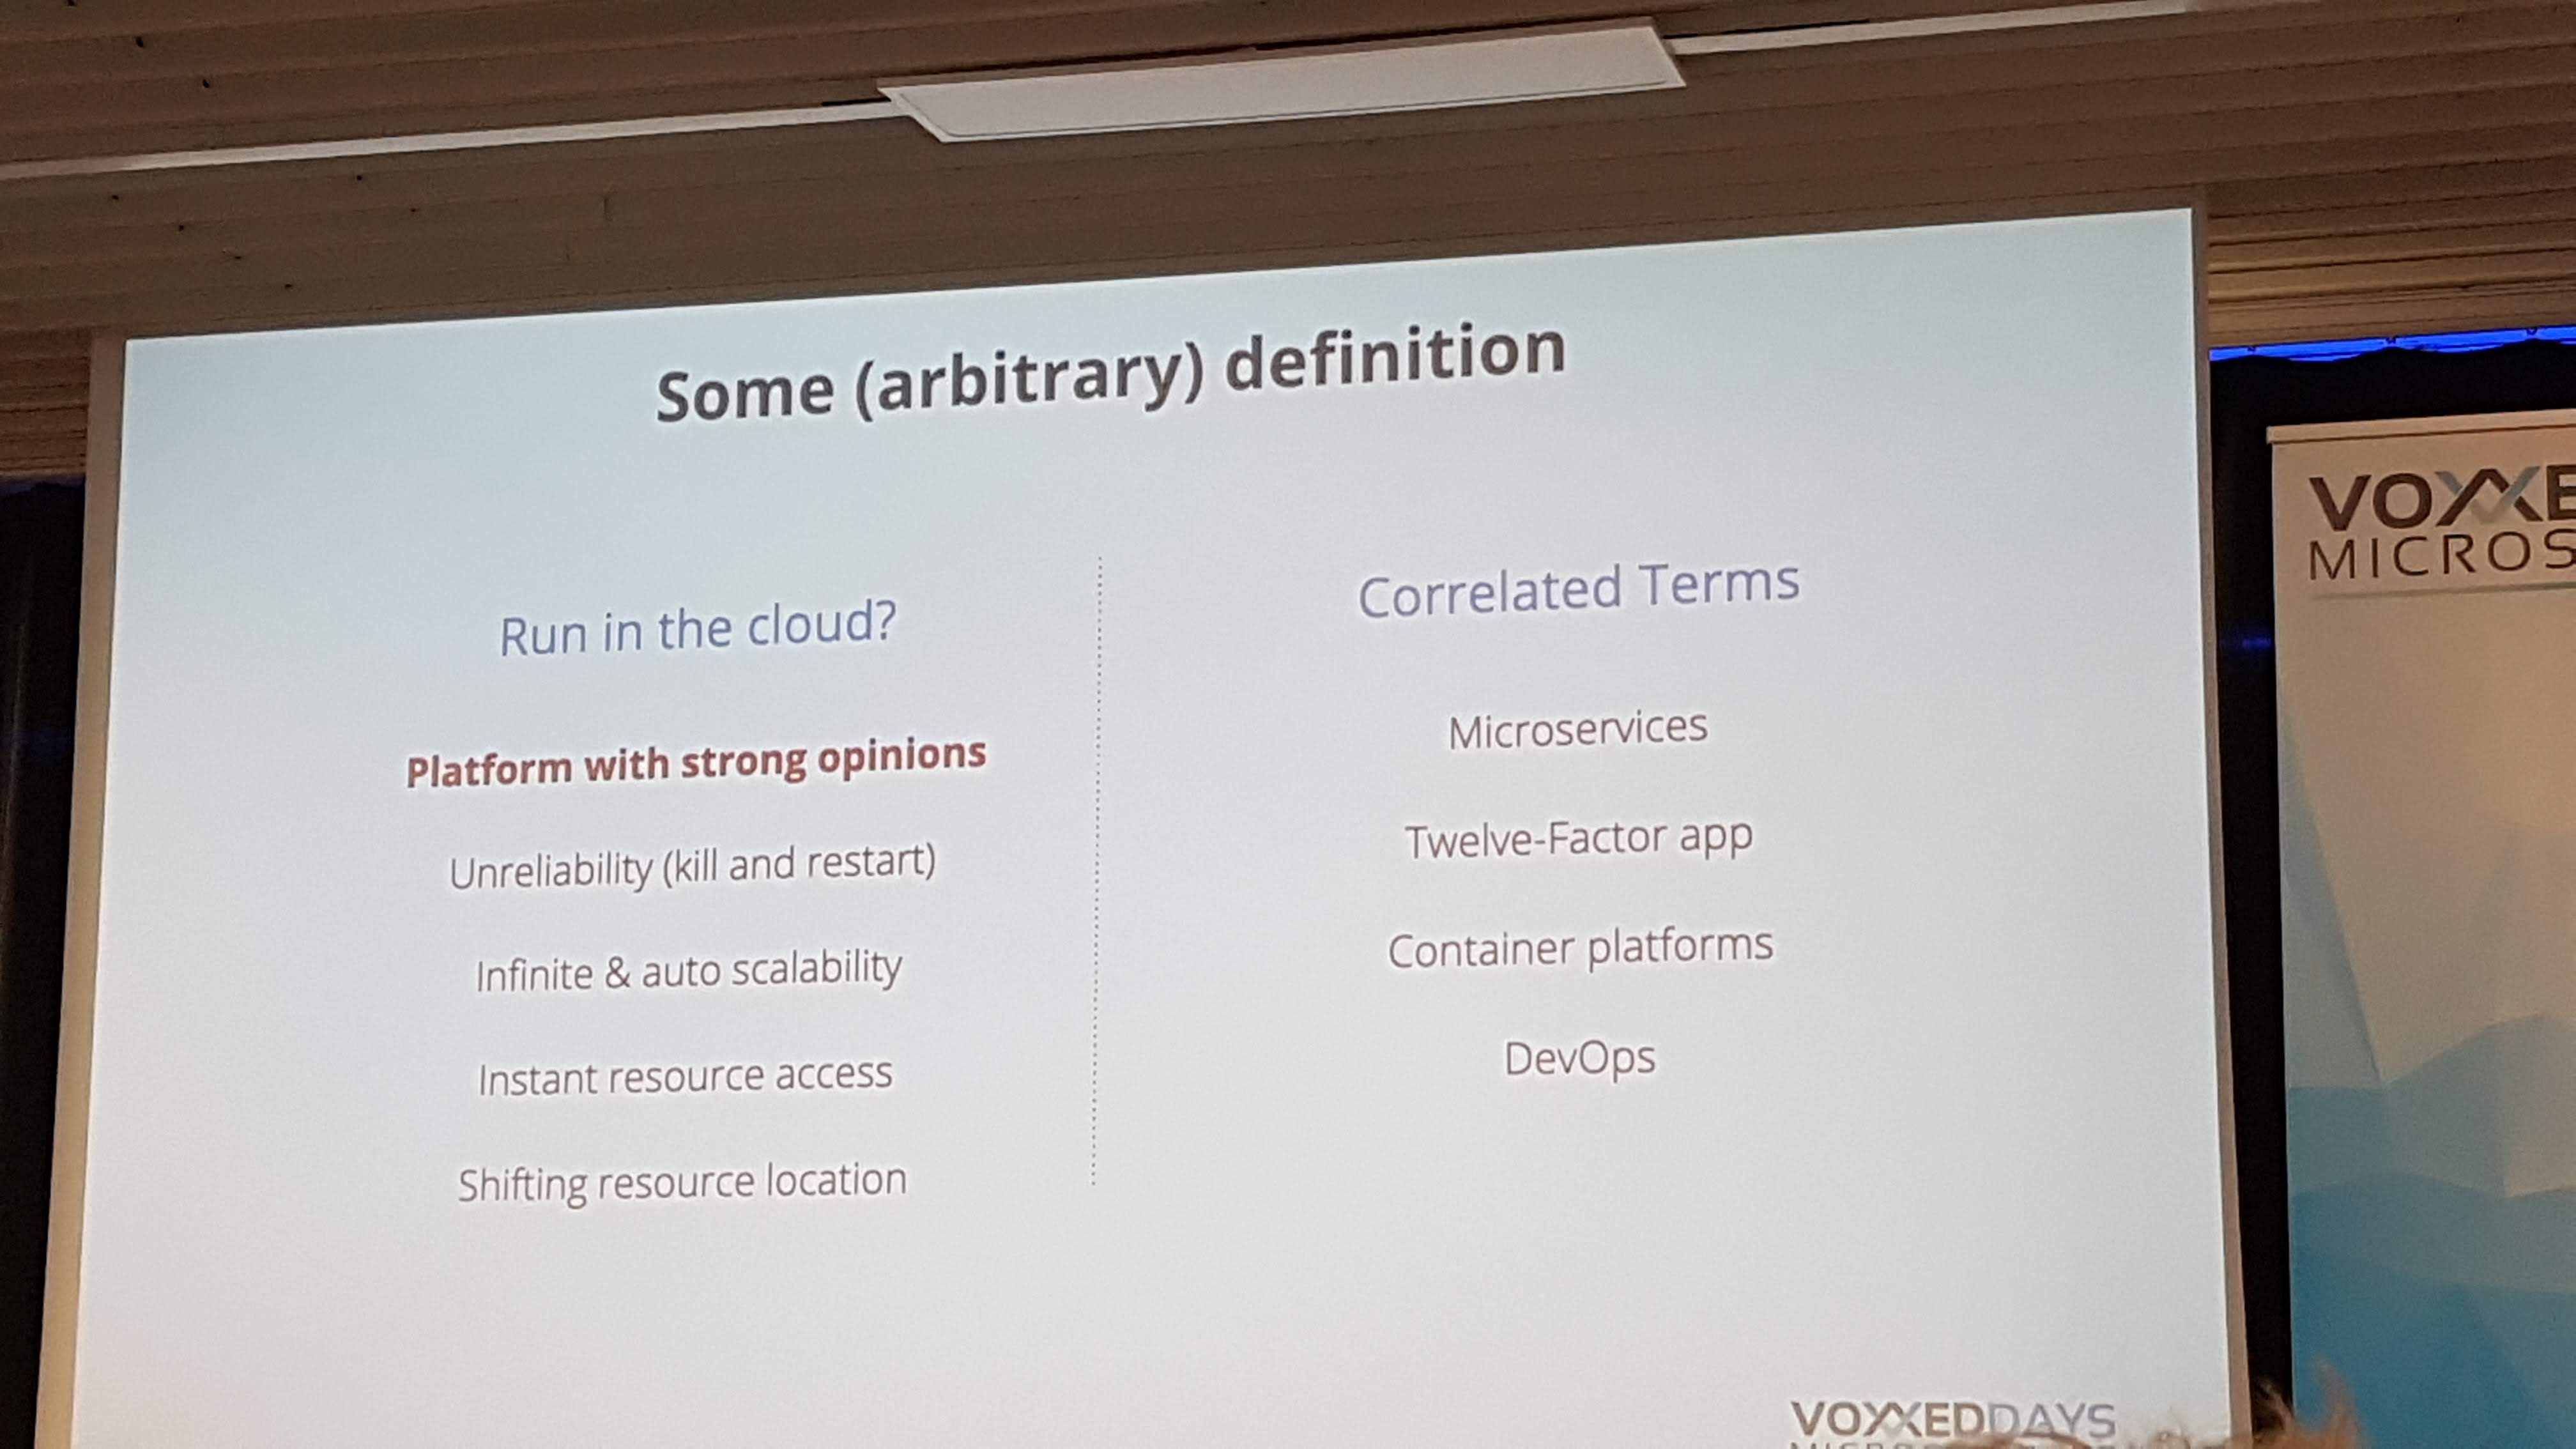 Some (arbitrary) definition
Run in the cloud?
Platform with strong opinions
Unreliability (kill and restart)
Infinite & auto scalability
Instant resource access
Shifting resource location
Correlated Terms
Microservices
Twelve-Factor app
Container platforms
DevOps
VOXXEDDAYS
VOXXE
MICROS